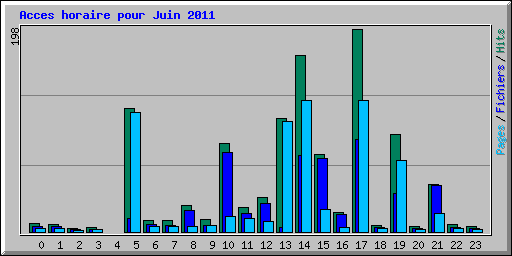 Acces horaire pour Juin 2011
198
Pages / Fichiers / Hits
0 1 2 3 4 5 6 7 8 9 10 11 12 13 14 15 16 17 18 19 20 21 22 23